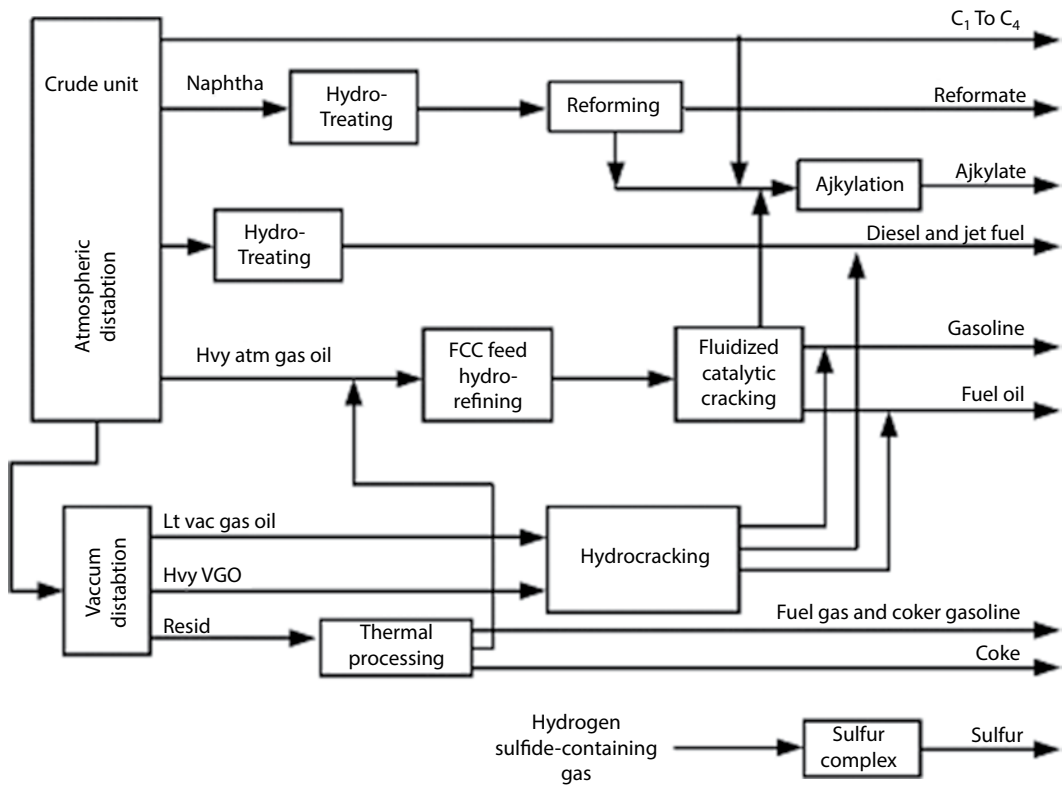 C₁ To C₄
Crude unit
Naphtha
Hydro-
Treating
Reforming
Reformate
Ajkylation
Ajkylate
Atmospheric
distabtion
Hydro-
Treating
Diesel and jet fuel
Hvy atm gas oil
FCC feed
hydro-
refining
Fluidized
catalytic
cracking
Gasoline
Fuel oil
Vaccum
distabtion
Lt vac gas oil
Hvy VGO
Resid
Hydrocracking
Thermal
processing
Fuel gas and coker gasoline
Coke
Hydrogen
sulfide-containing
gas
Sulfur
complex
Sulfur